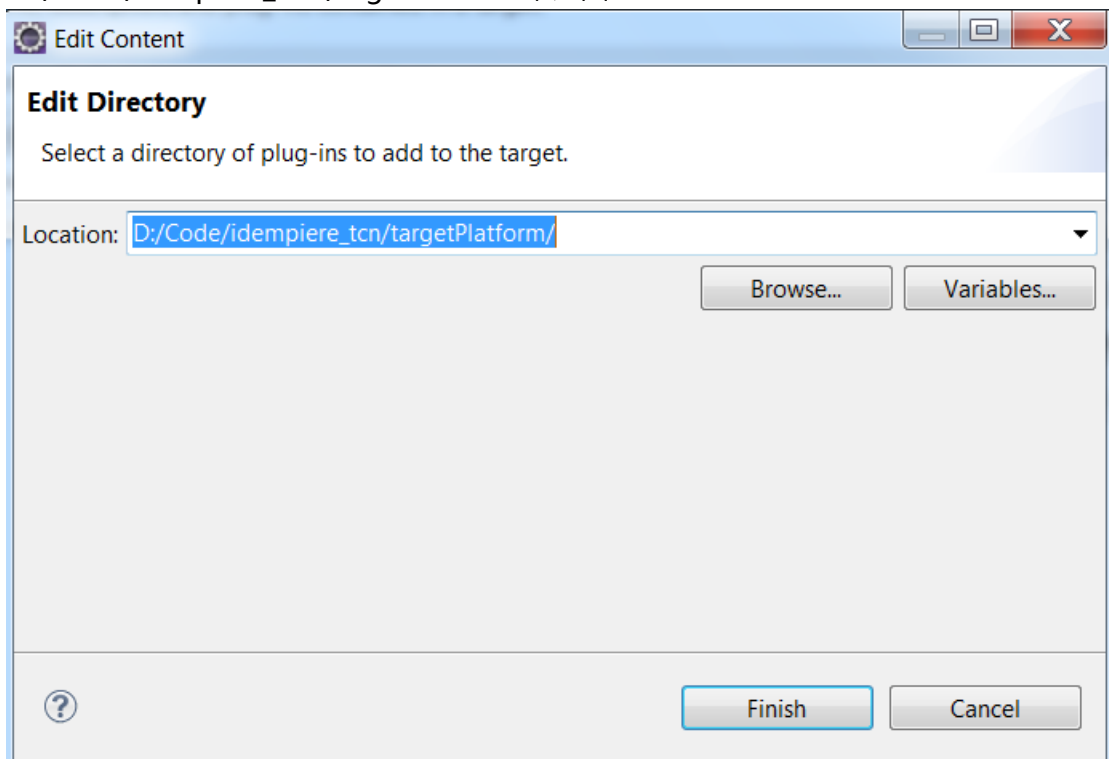 Edit Content
Edit Directory
Select a directory of plug-ins to add to the target.
Location: D:/Code/idempiere_tcn/targetPlatform/
Browse... Variables...
Finish Cancel